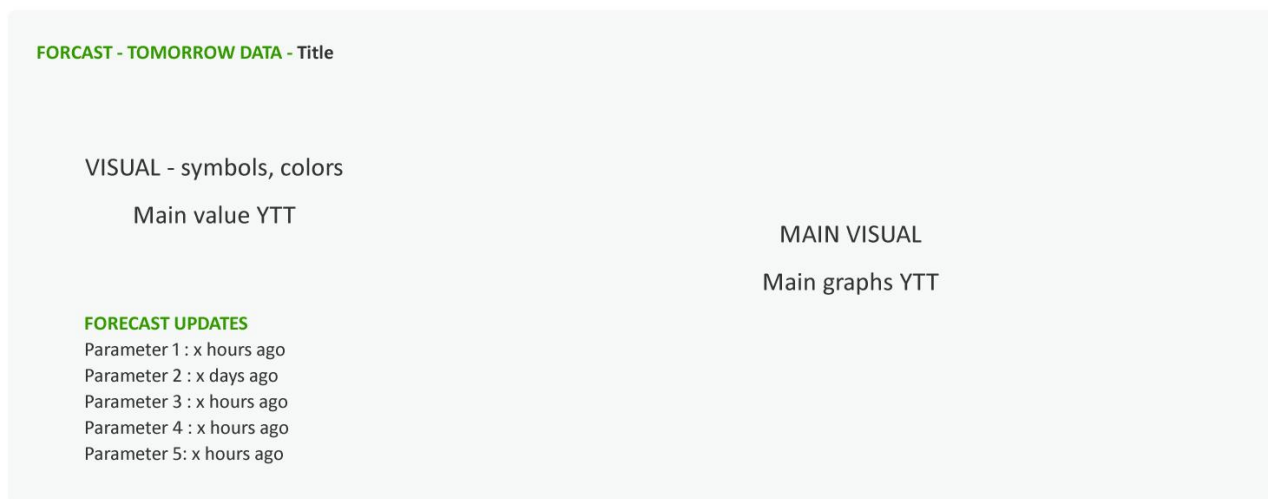 FORCAST - TOMORROW DATA - Title
VISUAL - symbols, colors
Main value YTT
MAIN VISUAL
Main graphs YTT
FORECAST UPDATES
Parameter 1 : x hours ago
Parameter 2 : x days ago
Parameter 3 : x hours ago
Parameter 4 : x hours ago
Parameter 5: x hours ago